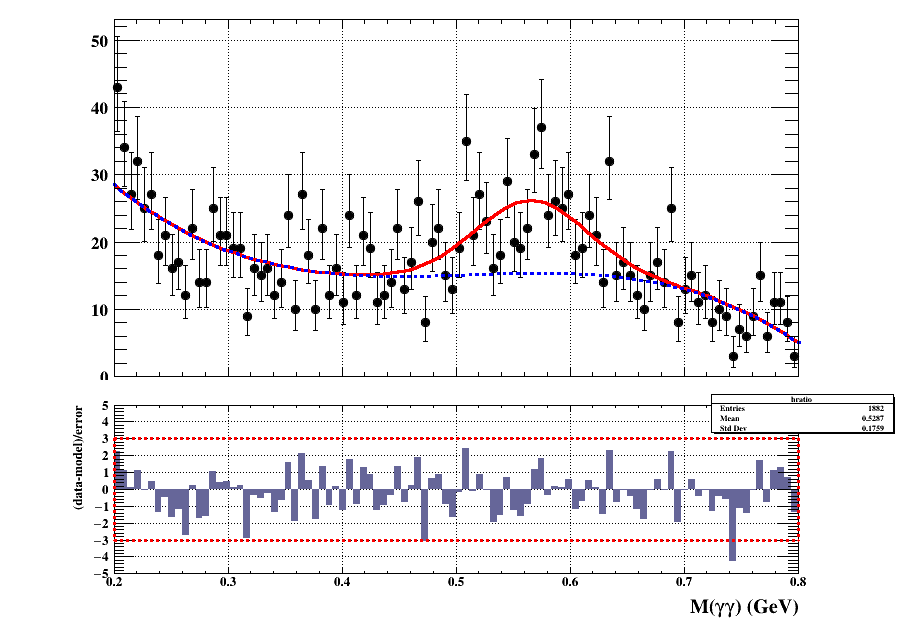 50
40
30
20
10
0
(data-model)/error
5
4
3
2
1
0
−1
−2
−3
−4
−5
hratio
Entries 1882
Mean 0.5287
Std Dev 0.1759
0.2 0.3 0.4 0.5 0.6 0.7 0.8
M(γγ) (GeV)